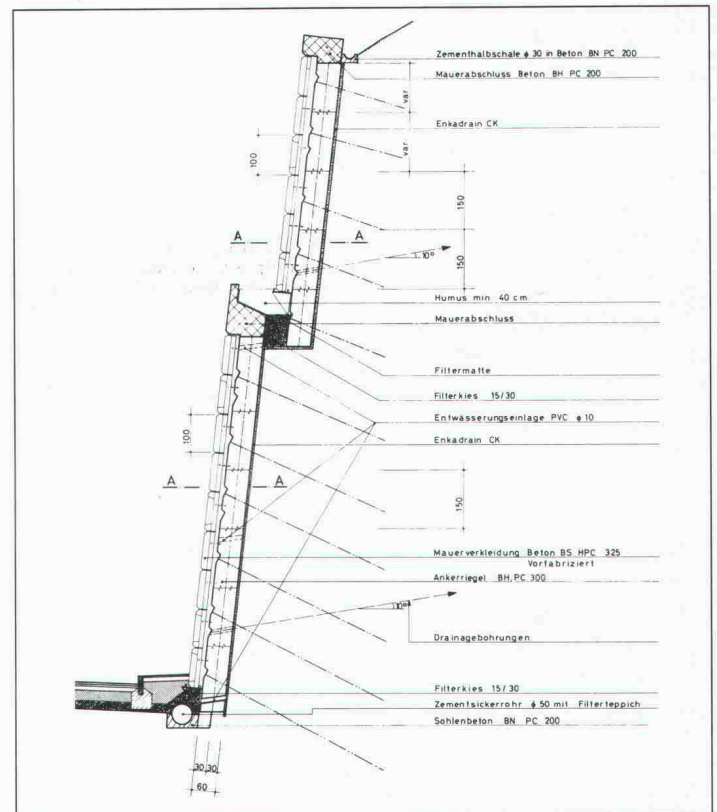 Zementhalbschale ϕ 30 in Beton BN PC 200
Mauerabschluss Beton BH PC 200
var
Enkadrain CK
var
100
150
A A
150
10°
Humus min. 40 cm.
Mauerabschluss
Filtermatte
Filterkies 15/30
Entwässerungseinlage PVC ϕ 10
100
Enkadrain CK
A A
150
Mauerverkleidung Beton BS HPC 325
Vorfabriziert
Ankerriegel BH, PC 300
10°
Drainagebohrungen
Filterkies 15/30
Zementsickerrohr ϕ 50 mit Filterteppich
Sohlenbeton BN PC 200
30 30
60